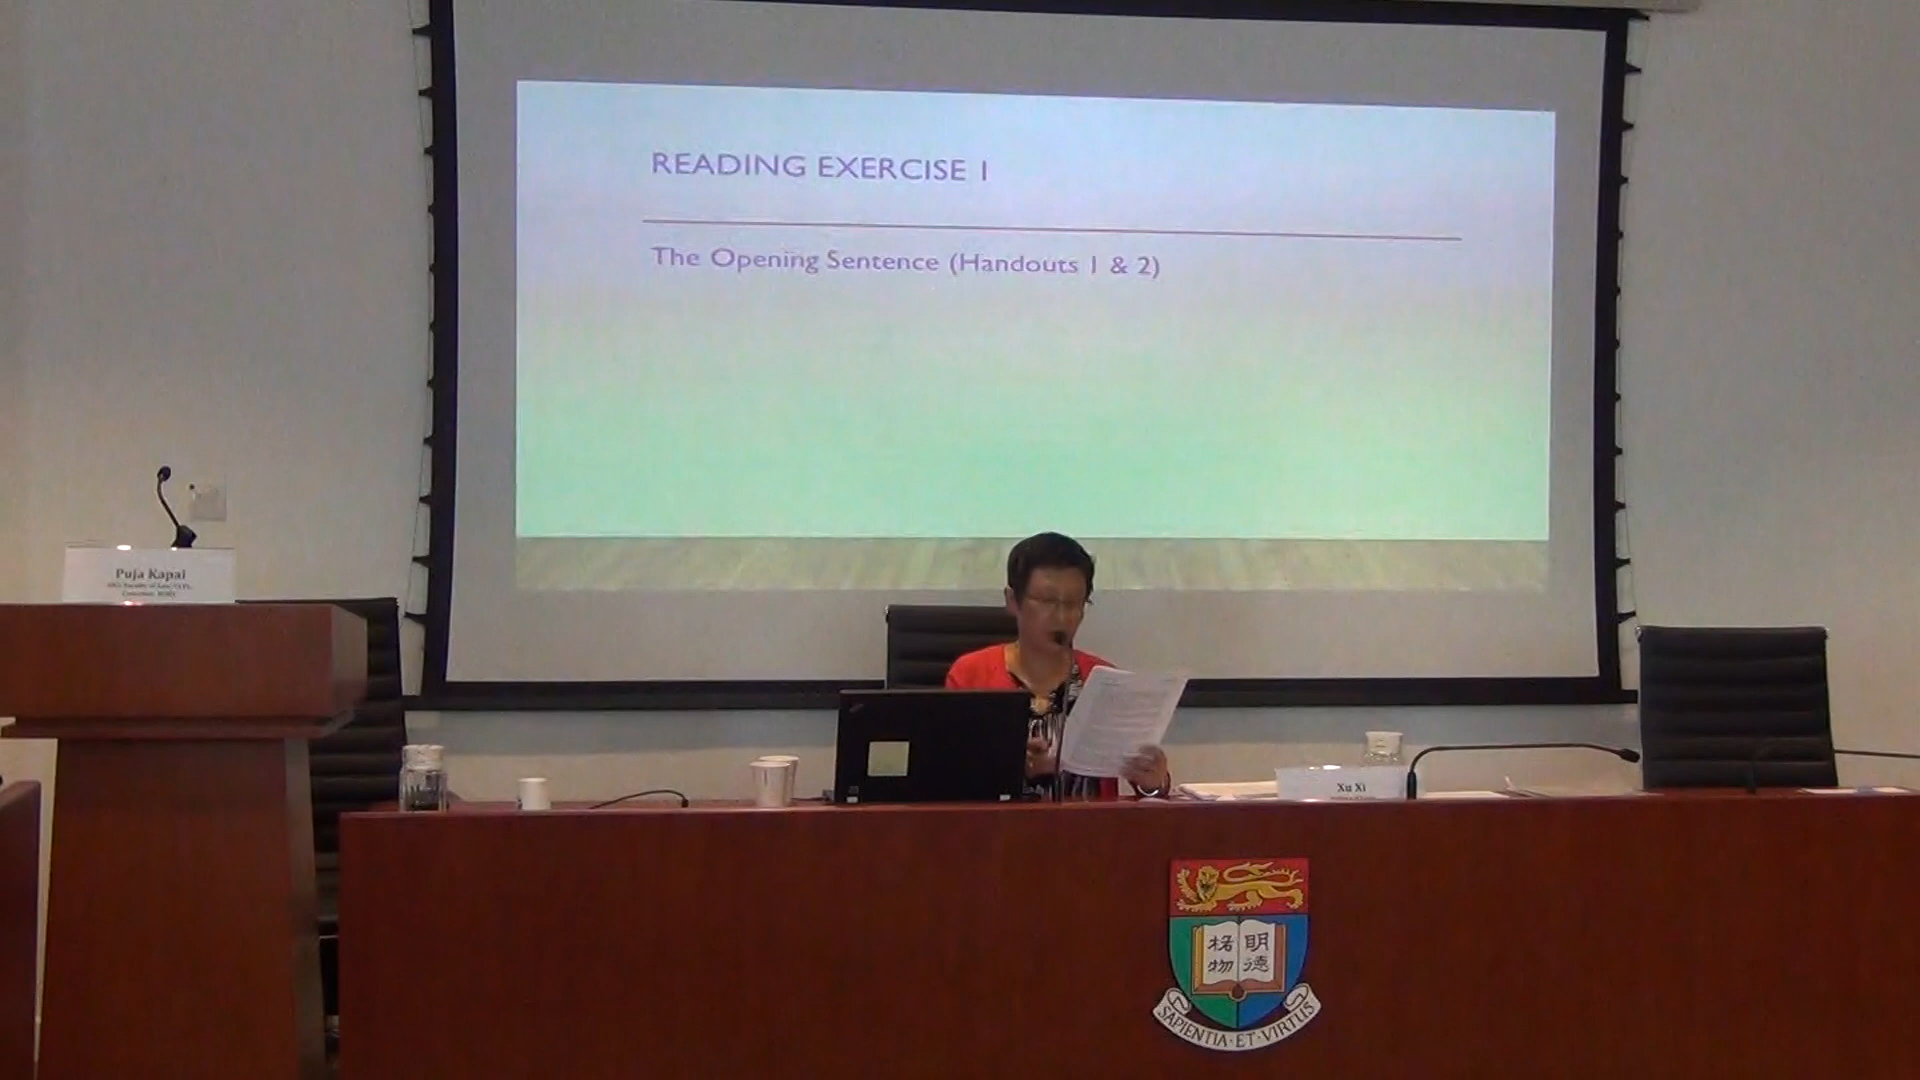 READING EXERCISE 1
The Opening Sentence (Handouts 1 & 2)
Puja Kapai
Xu Xi
明德
格物
SAPIENTIA·ET·VIRTUS